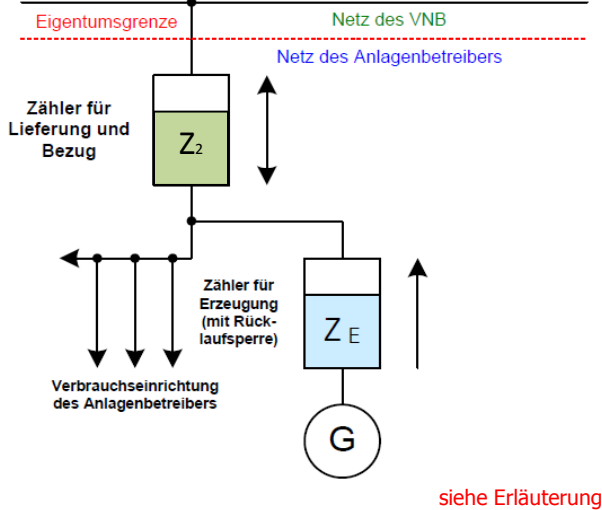 Eigentumsgrenze
Netz des VNB
Netz des Anlagenbetreibers
Zähler für
Lieferung und
Bezug
Z2
Zähler für
Erzeugung
(mit Rück-
laufsperre)
Z E
Verbrauchseinrichtung
des Anlagenbetreibers
G
siehe Erläuterung